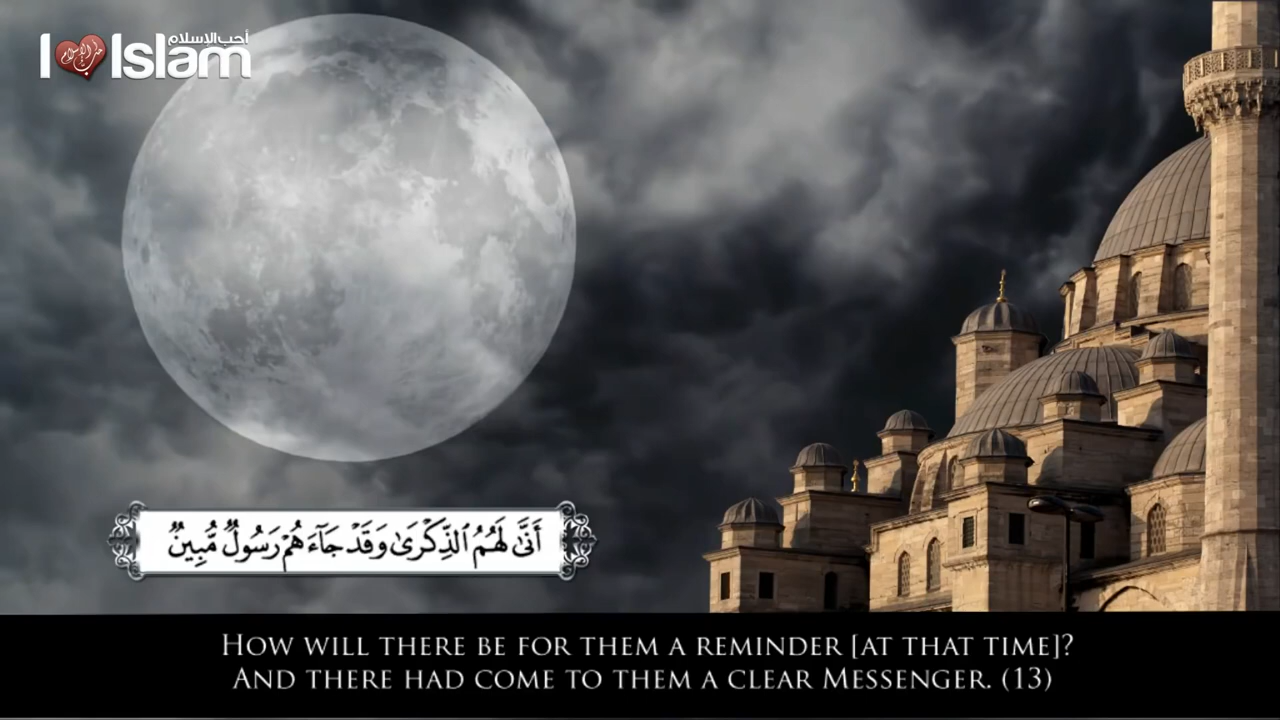 I Islam
أحب الإسلام
أَنَّىٰ لَهُمُ ٱلذِّكْرَىٰ وَقَدْ جَآءَهُمْ رَسُولٌ مُّبِينٌ
HOW WILL THERE BE FOR THEM A REMINDER [AT THAT TIME]?
AND THERE HAD COME TO THEM A CLEAR MESSENGER. (13)